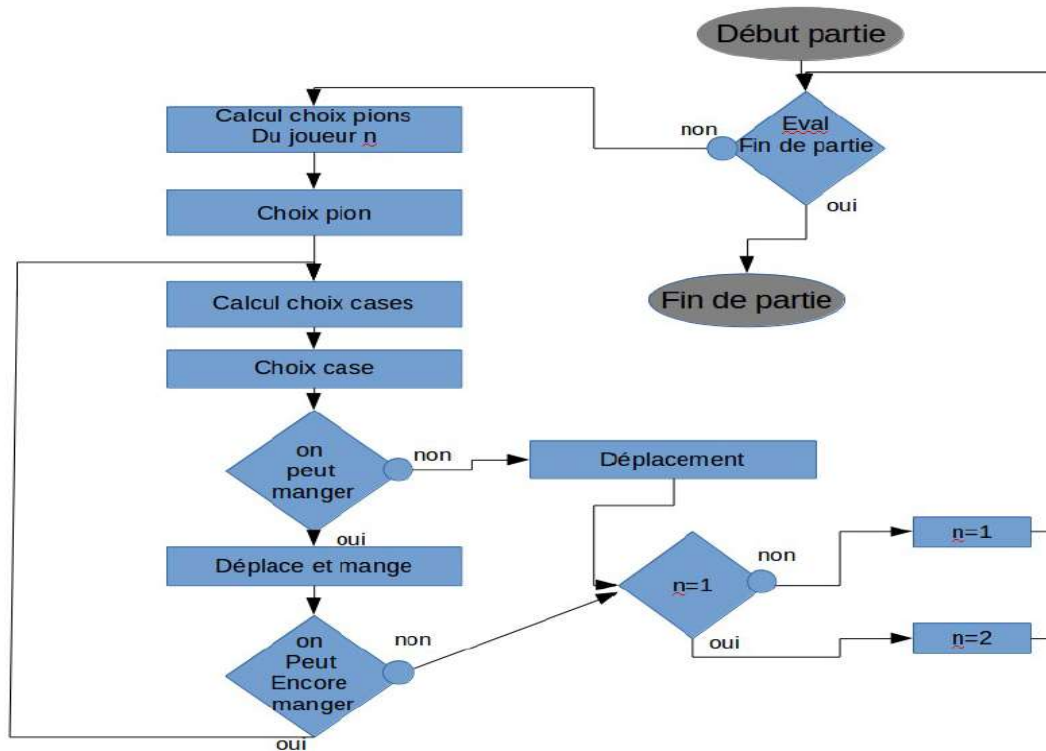 Début partie
Eval
Fin de partie
non
oui
Fin de partie
Calcul choix pions
Du joueur n
Choix pion
Calcul choix cases
Choix case
on
peut
manger
non
oui
Déplacement
Déplace et mange
on
Peut
Encore
manger
non
oui
n=1
non
oui
n=1
n=2